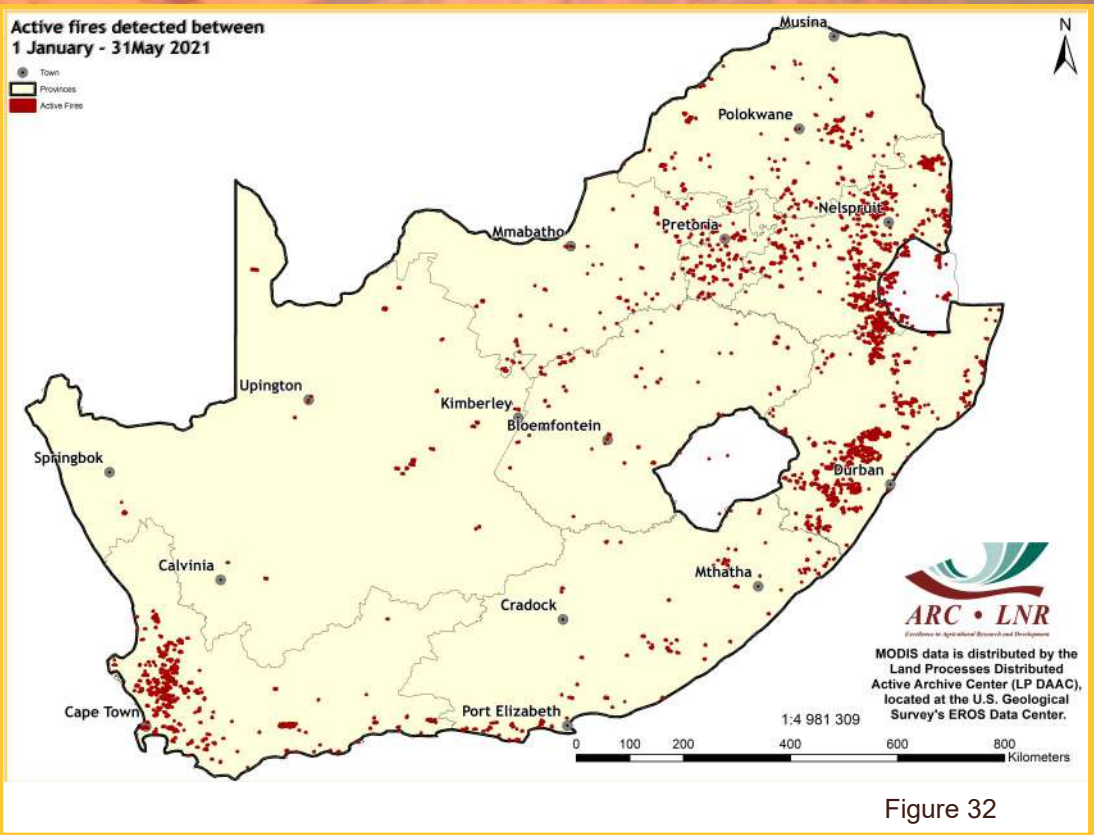 Active fires detected between
1 January - 31May 2021
Town
Provinces
Active Fires
N
Musina
Polokwane
Nelspruit
Pretoria
Mmabatho
Upington
Kimberley
Bloemfontein
Springbok
Durban
Calvinia
Mthatha
Cradock
Cape Town
Port Elizabeth
ARC • LNR
Excellence in Agricultural Research and Development
MODIS data is distributed by the
Land Processes Distributed
Active Archive Center (LP DAAC),
located at the U.S. Geological
Survey's EROS Data Center.
1:4 981 309
0 100 200 400 600 800
Kilometers
Figure 32